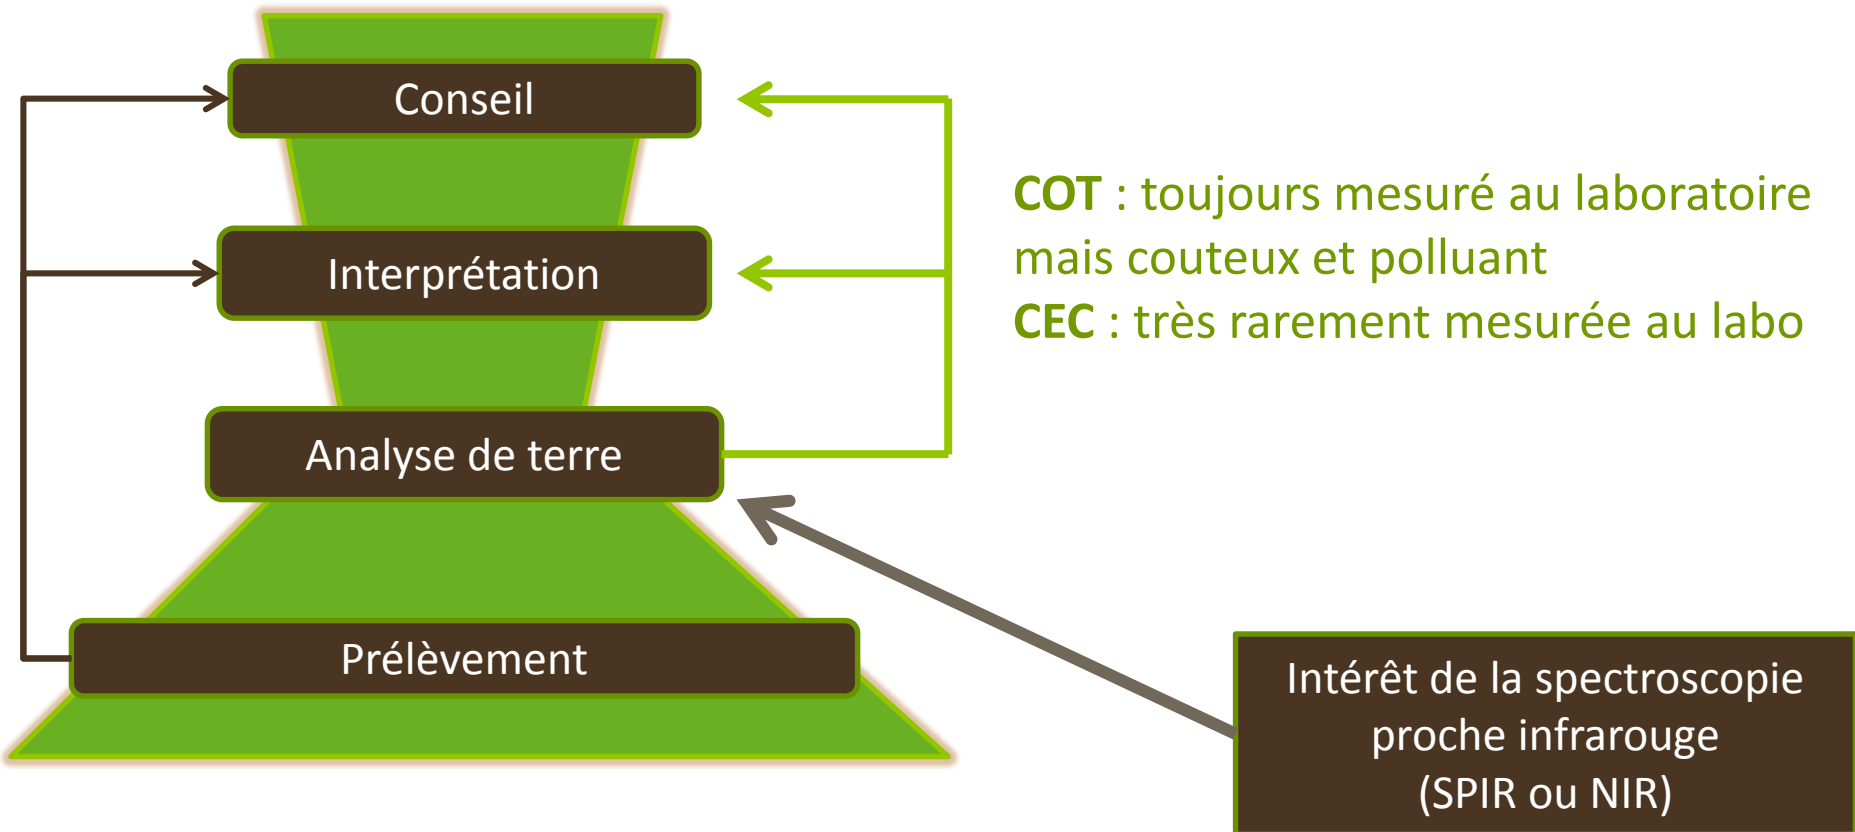 Conseil
Interprétation
Analyse de terre
Prélèvement
COT : toujours mesuré au laboratoire
mais couteux et polluant
CEC : très rarement mesurée au labo
Intérêt de la spectroscopie
proche infrarouge
(SPIR ou NIR)